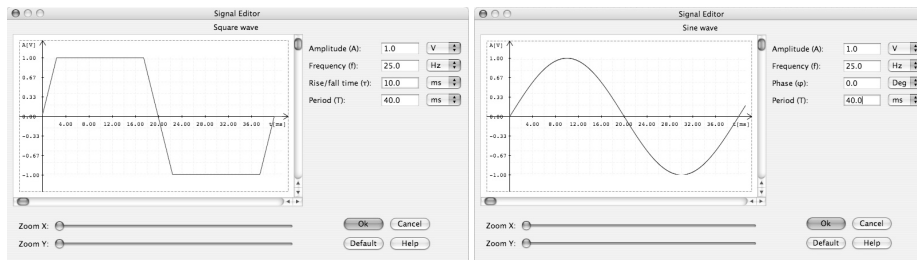 Signal Editor
Square wave
A[V]
1.00
0.67
0.33
0.00
-0.33
-0.67
-1.00
4.00 8.00 12.00 16.00 20.00 24.00 28.00 32.00 36.00 t[ms]
Amplitude (A): 1.0 V
Frequency (f): 25.0 Hz
Rise/fall time (τ): 10.0 ms
Period (T): 40.0 ms
Zoom X:
Zoom Y:
Ok Cancel
Default Help
Signal Editor
Sine wave
A[V]
1.00
0.67
0.33
0.00
-0.33
-0.67
-1.00
4.00 8.00 12.00 16.00 20.00 24.00 28.00 32.00 36.00 t[ms]
Amplitude (A): 1.0 V
Frequency (f): 25.0 Hz
Phase (φ): 0.0 Deg
Period (T): 40.0 ms
Zoom X:
Zoom Y:
Ok Cancel
Default Help